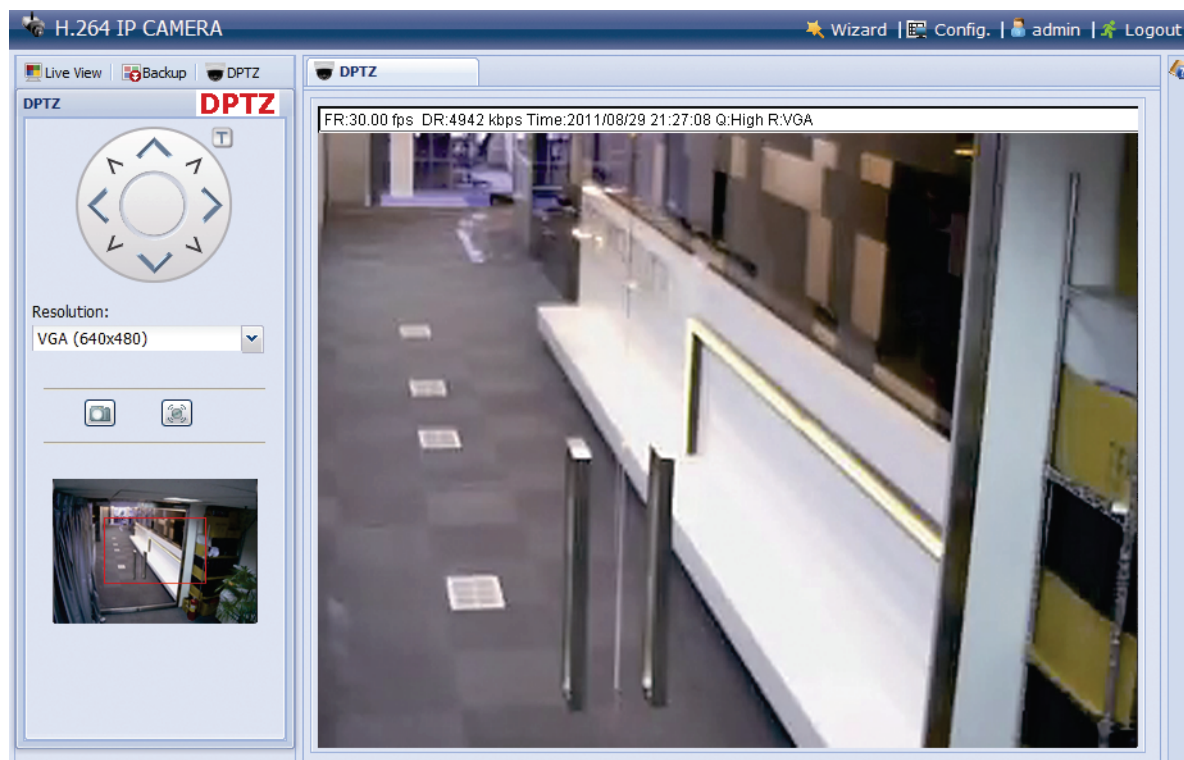 H.264 IP CAMERA
Wizard | Config. | admin | Logout
Live View Backup DPTZ
DPTZ DPTZ
T
Resolution:
VGA (640x480)
DPTZ
FR:30.00 fps DR:4942 kbps Time:2011/08/29 21:27:08 Q:High R:VGA